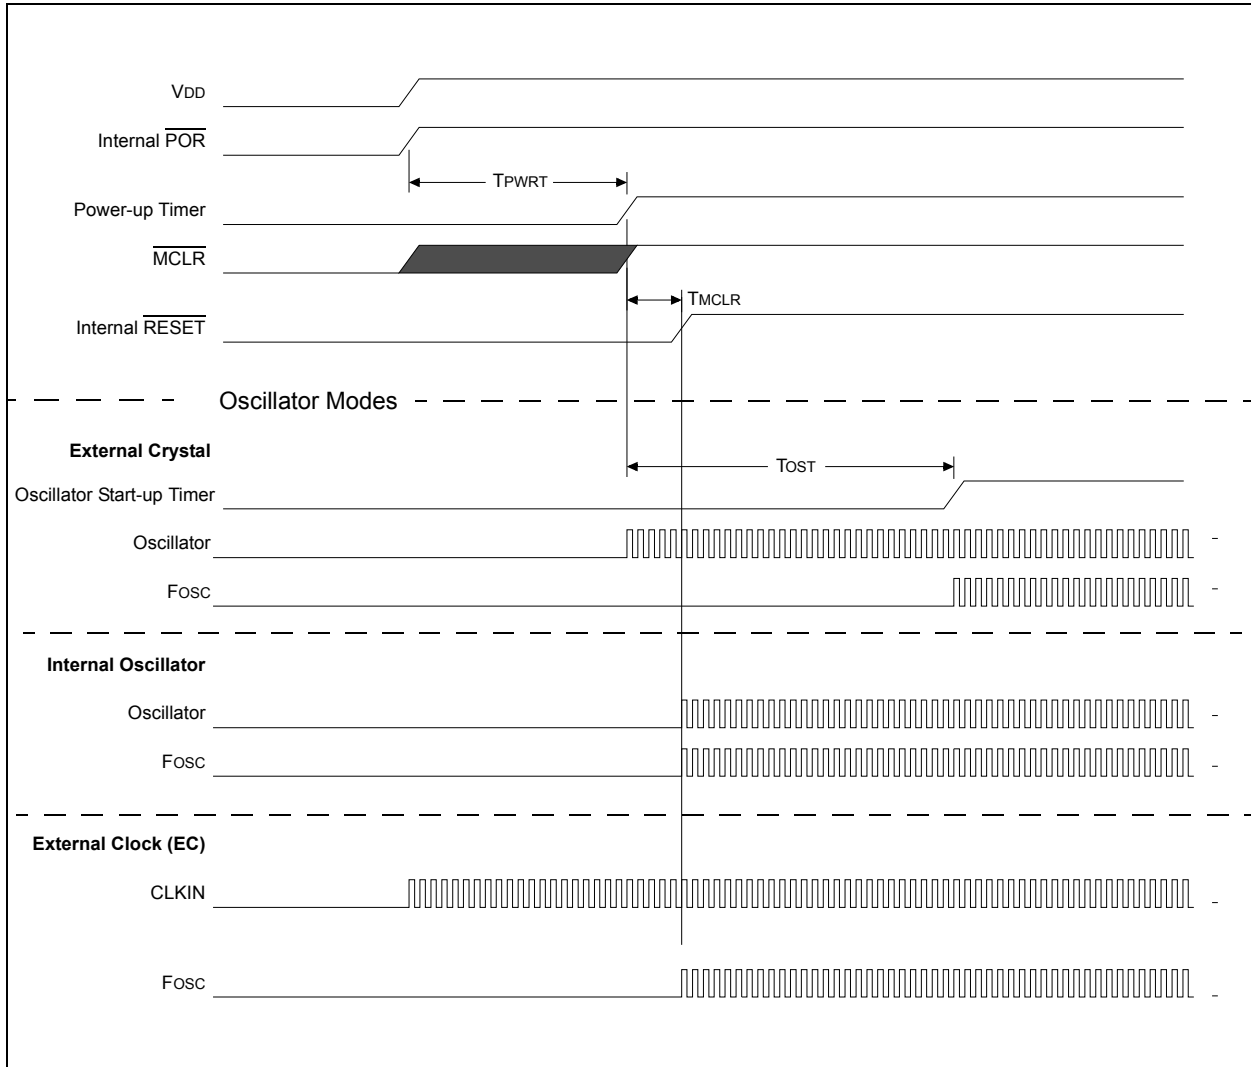 VDD
Internal POR
TPWRT
Power-up Timer
MCLR
TMCLR
Internal RESET
Oscillator Modes
External Crystal
TOST
Oscillator Start-up Timer
Oscillator
FOSC
Internal Oscillator
Oscillator
FOSC
External Clock (EC)
CLKIN
FOSC